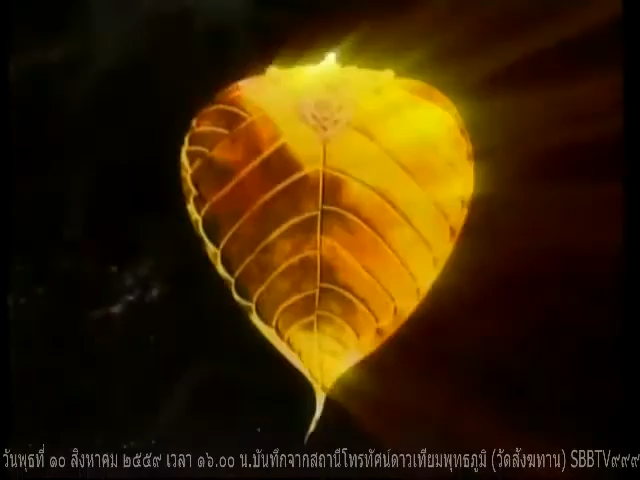 วันพุธที่ ๑๐ สิงหาคม ๒๕๕๙ เวลา ๑๖.๐๐ น.บันทึกจากสถานีโทรทัศน์ดาวเทียมพุทธภูมิ (วัดสังฆทาน) SBBTV๙๙๙